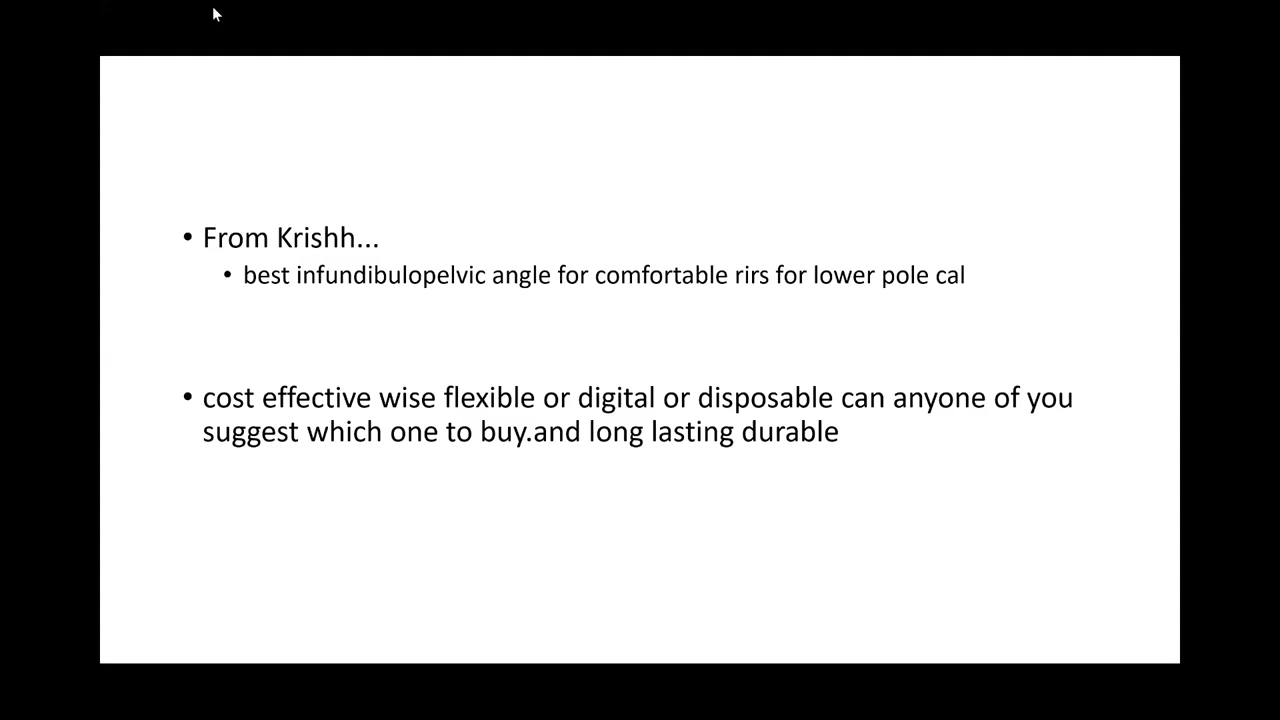 • From Krishh...
• best infundibulopelvic angle for comfortable rirs for lower pole cal
• cost effective wise flexible or digital or disposable can anyone of you
suggest which one to buy.and long lasting durable